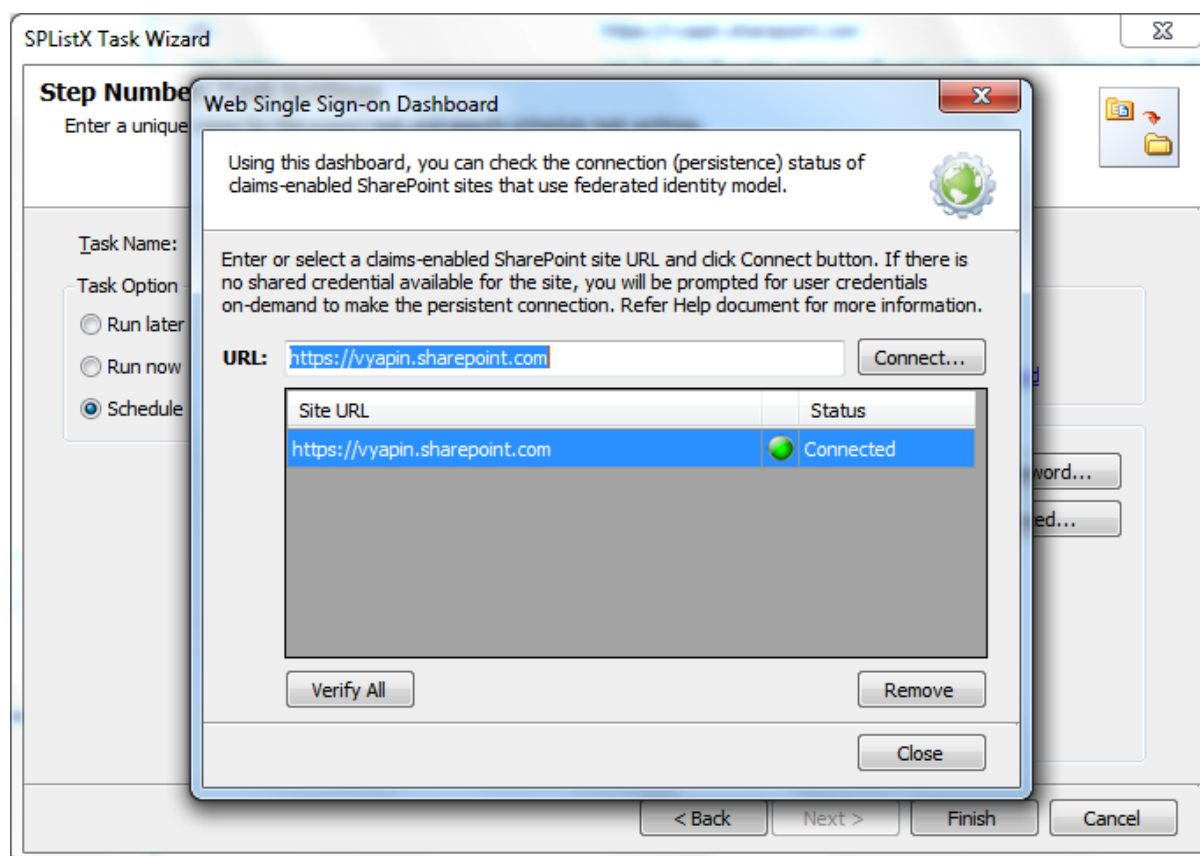 SPListX Task Wizard
Step Numbe
Enter a unique
Web Single Sign-on Dashboard
Using this dashboard, you can check the connection (persistence) status of
claims-enabled SharePoint sites that use federated identity model.
Task Name:
Task Option
Run later
Run now
Schedule
Enter or select a claims-enabled SharePoint site URL and click Connect button. If there is
no shared credential available for the site, you will be prompted for user credentials
on-demand to make the persistent connection. Refer Help document for more information.
URL: https://vyapin.sharepoint.com Connect...
Site URL Status
https://vyapin.sharepoint.com Connected
word...
ed...
Verify All Remove
Close
< Back Next > Finish Cancel